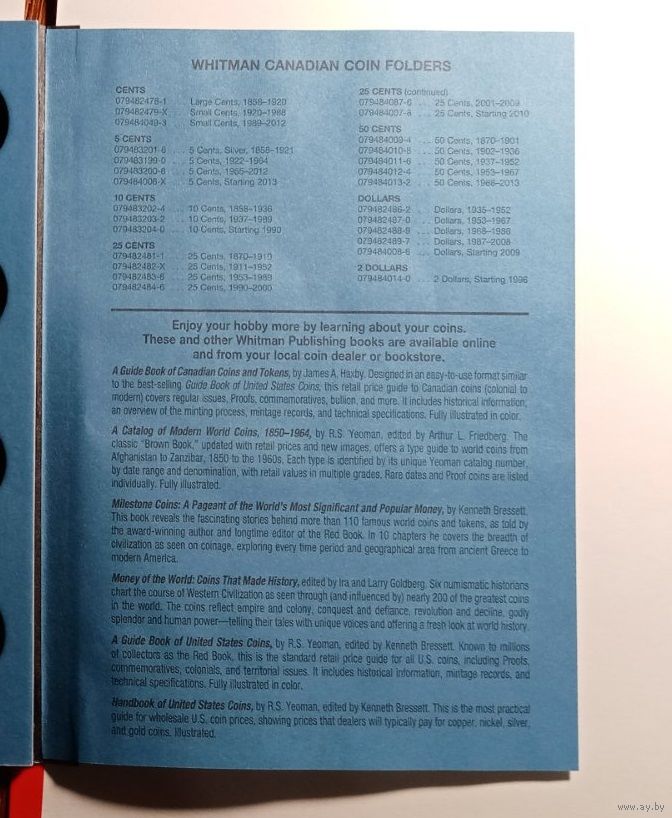 WHITMAN CANADIAN COIN FOLDERS
CENTS
079482478-1 .... Large Cents, 1858–1920
079482479-X .... Small Cents, 1920–1988
079484049-3 .... Small Cents, 1989–2012
5 CENTS
079483201-6 .... 5 Cents, Silver, 1858–1921
079483199-0 .... 5 Cents, 1922–1964
079483200-8 .... 5 Cents, 1965–2012
079484006-X .... 5 Cents, Starting 2013
10 CENTS
079483202-4 .... 10 Cents, 1858–1936
079483203-2 .... 10 Cents, 1937–1989
079483204-0 .... 10 Cents, Starting 1990
25 CENTS
079482481-1 .... 25 Cents, 1870–1910
079482482-X .... 25 Cents, 1911–1952
079482483-8 .... 25 Cents, 1953–1989
079482484-6 .... 25 Cents, 1990–2000
25 CENTS (continued)
079484087-6 .... 25 Cents, 2001–2009
079484007-8 .... 25 Cents, Starting 2010
50 CENTS
079484009-4 .... 50 Cents, 1870–1901
079484010-8 .... 50 Cents, 1902–1936
079484011-6 .... 50 Cents, 1937–1952
079484012-4 .... 50 Cents, 1953–1967
079484013-2 .... 50 Cents, 1968–2013
DOLLARS
079482486-2 .... Dollars, 1935–1952
079482487-0 .... Dollars, 1953–1967
079482488-9 .... Dollars, 1968–1986
079482489-7 .... Dollars, 1987–2008
079484008-6 .... Dollars, Starting 2009
2 DOLLARS
079484014-0 .... 2 Dollars, Starting 1996
Enjoy your hobby more by learning about your coins.
These and other Whitman Publishing books are available online
and from your local coin dealer or bookstore.
A Guide Book of Canadian Coins and Tokens, by James A. Haxby. Designed in an easy-to-use format similar
to the best-selling Guide Book of United States Coins, this retail price guide to Canadian coins (colonial to
modern) covers regular issues, Proofs, commemoratives, bullion, and more. It includes historical information,
an overview of the minting process, mintage records, and technical specifications. Fully illustrated in color.
A Catalog of Modern World Coins, 1850–1964, by R.S. Yeoman, edited by Arthur L. Friedberg. The
classic "Brown Book," updated with retail prices and new images, offers a type guide to world coins from
Afghanistan to Zanzibar, 1850 to the 1960s. Each type is identified by its unique Yeoman catalog number,
by date range and denomination, with retail values in multiple grades. Rare dates and Proof coins are listed
individually. Fully illustrated.
Milestone Coins: A Pageant of the World's Most Significant and Popular Money, by Kenneth Bressett.
This book reveals the fascinating stories behind more than 110 famous world coins and tokens, as told by
the award-winning author and longtime editor of the Red Book. In 10 chapters he covers the breadth of
civilization as seen on coinage, exploring every time period and geographical area from ancient Greece to
modern America.
Money of the World: Coins That Made History, edited by Ira and Larry Goldberg. Six numismatic historians
chart the course of Western Civilization as seen through (and influenced by) nearly 200 of the greatest coins
in the world. The coins reflect empire and colony, conquest and defiance, revolution and decline, godly
splendor and human power—telling their tales with unique voices and offering a fresh look at world history.
A Guide Book of United States Coins, by R.S. Yeoman, edited by Kenneth Bressett. Known to millions
of collectors as the Red Book, this is the standard retail price guide for all U.S. coins, including Proofs,
commemoratives, colonials, and territorial issues. It includes historical information, mintage records, and
technical specifications. Fully illustrated in color.
Handbook of United States Coins, by R.S. Yeoman, edited by Kenneth Bressett. This is the most practical
guide for wholesale U.S. coin prices, showing prices that dealers will typically pay for copper, nickel, silver,
and gold coins. Illustrated.
www.ay.by